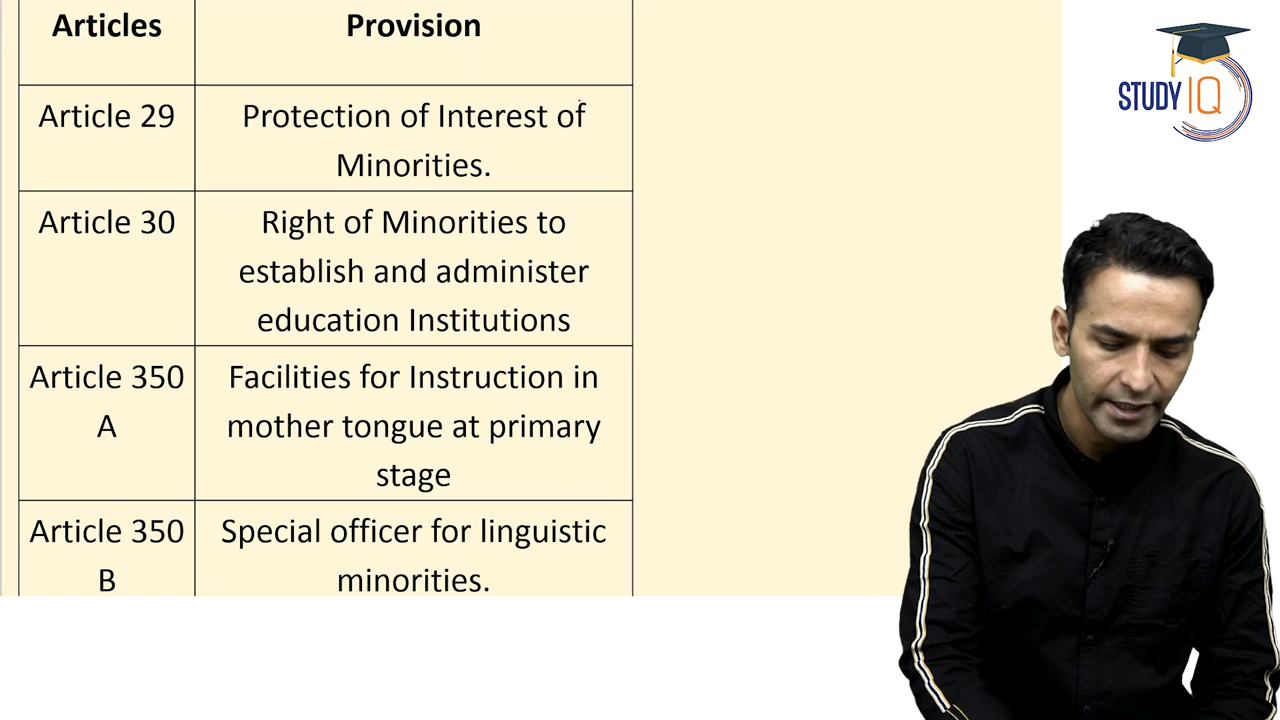 Articles Provision
Article 29 Protection of Interest of
Minorities.
Article 30 Right of Minorities to
establish and administer
education Institutions
Article 350 Facilities for Instruction in
A mother tongue at primary
stage
Article 350 Special officer for linguistic
B minorities.
STUDY IQ